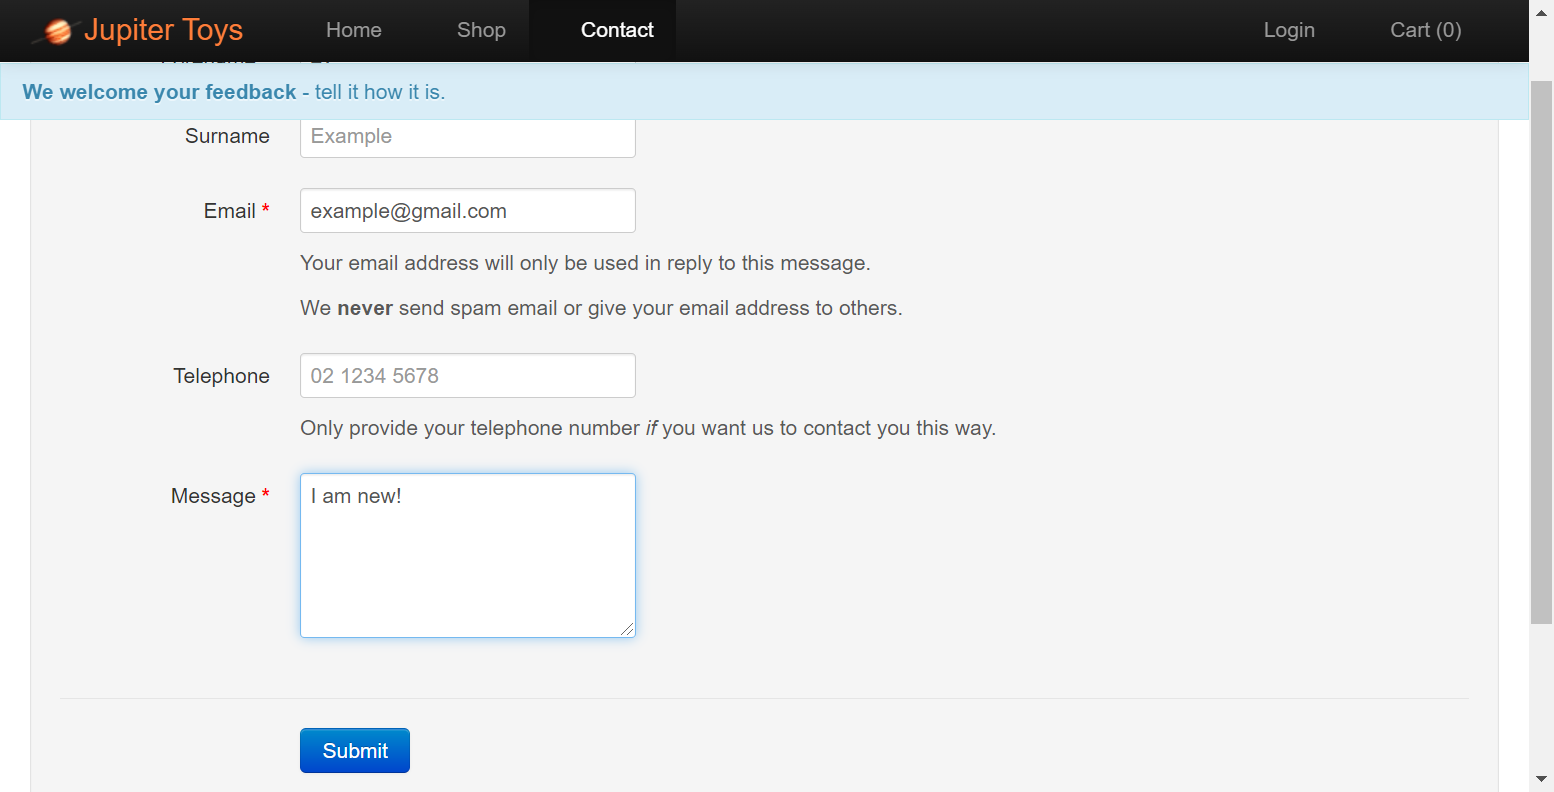 Jupiter Toys Home Shop Contact Login Cart (0)
We welcome your feedback - tell it how it is.
Surname Example
Email * example@gmail.com
Your email address will only be used in reply to this message.
We never send spam email or give your email address to others.
Telephone 02 1234 5678
Only provide your telephone number if you want us to contact you this way.
Message * I am new!
Submit